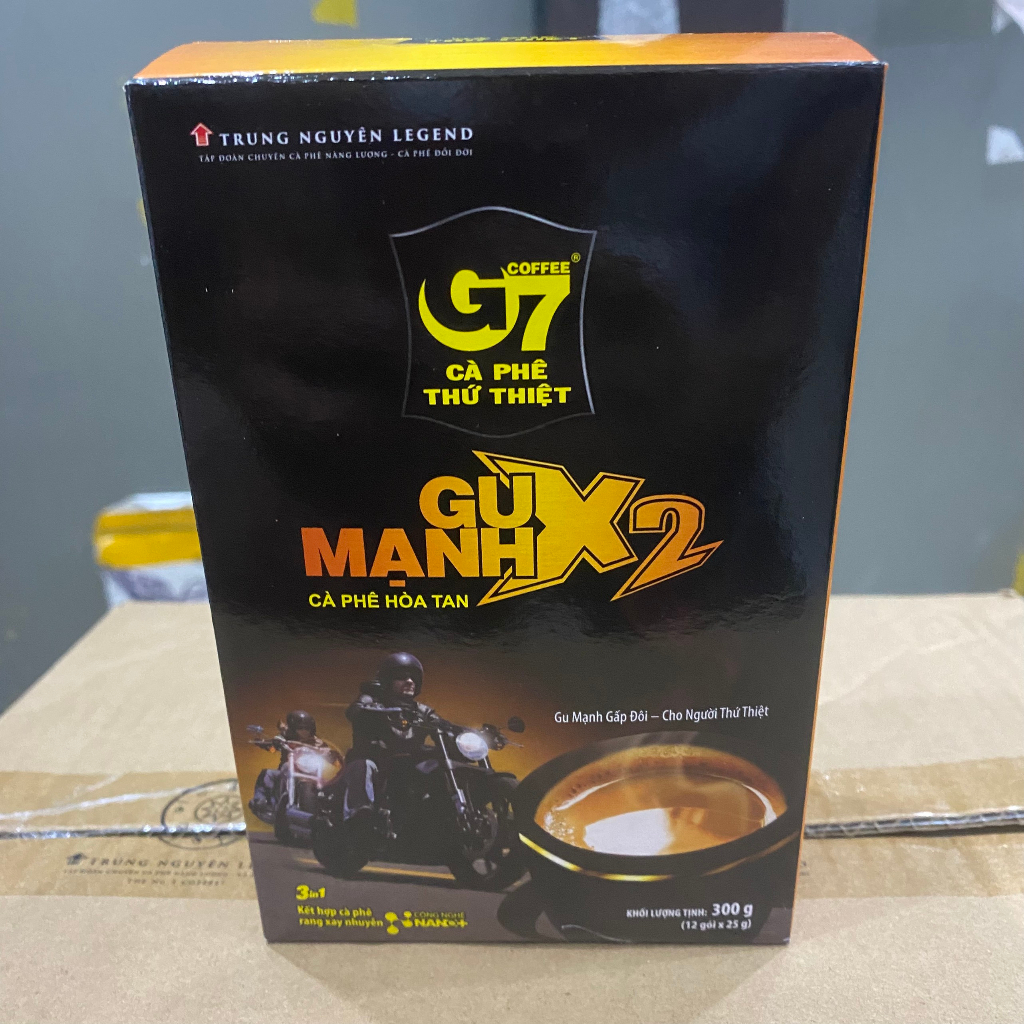 TRUNG NGUYÊN LEGEND
TẬP ĐOÀN CHUYÊN CÀ PHÊ NĂNG LƯỢNG - CÀ PHÊ ĐỔI ĐỜI
G7 COFFEE ®
CÀ PHÊ
THỨ THIỆT
GU
MẠNH X2
CÀ PHÊ HÒA TAN
Gu Mạnh Gấp Đôi – Cho Người Thứ Thiệt
3in1
Kết hợp cà phê
rang xay nhuyễn
CÔNG NGHỆ
NANO+
KHỐI LƯỢNG TỊNH: 300 g
(12 gói x 25 g)
TRUNG NGUYÊN LE